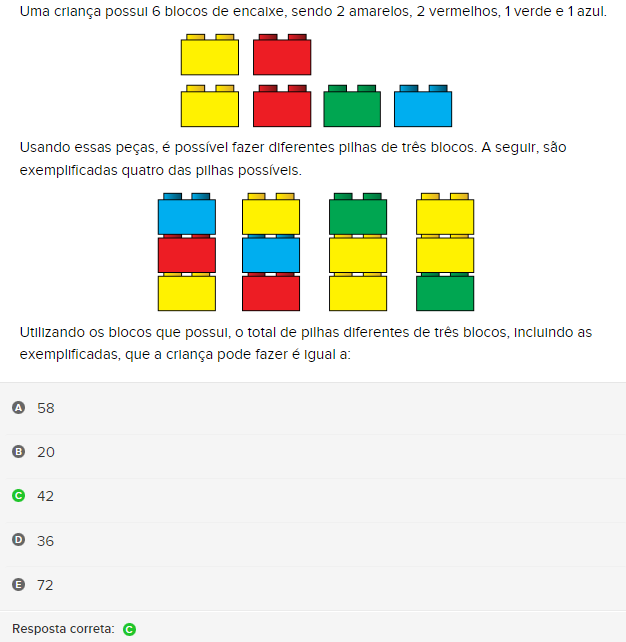 Uma criança possui 6 blocos de encaixe, sendo 2 amarelos, 2 vermelhos, 1 verde e 1 azul.
Usando essas peças, é possível fazer diferentes pilhas de três blocos. A seguir, são
exemplificadas quatro das pilhas possíveis.
Utilizando os blocos que possui, o total de pilhas diferentes de três blocos, incluindo as
exemplificadas, que a criança pode fazer é igual a:
A 58
B 20
C 42
D 36
E 72
Resposta correta: C